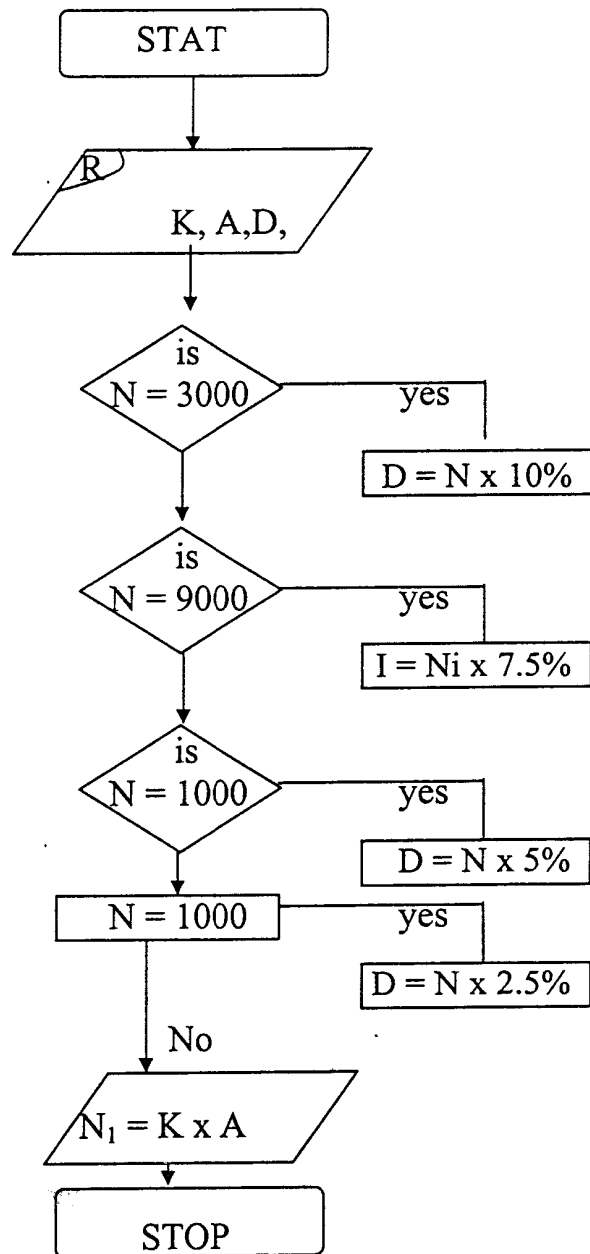 STAT
R
K, A,D,
is
N = 3000
yes
D = N x 10%
is
N = 9000
yes
I = Ni x 7.5%
is
N = 1000
yes
D = N x 5%
N = 1000
yes
D = N x 2.5%
No
N₁ = K x A
STOP